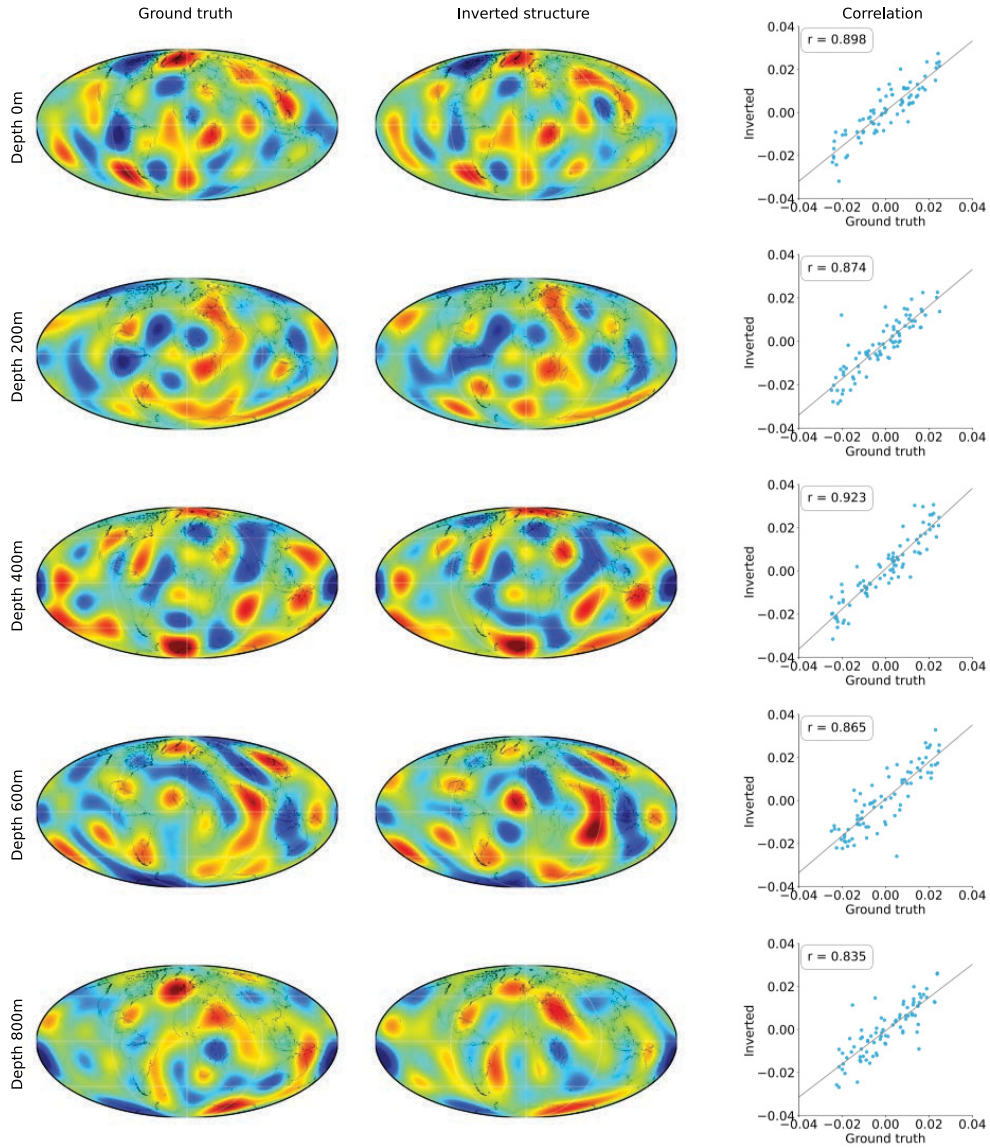 Ground truth
Inverted structure
Correlation
Depth 0m
r = 0.898
0.04
0.02
0.00
−0.02
−0.04
Inverted
−0.04 −0.02 0.00 0.02 0.04
Ground truth
Depth 200m
r = 0.874
0.04
0.02
0.00
−0.02
−0.04
Inverted
−0.04 −0.02 0.00 0.02 0.04
Ground truth
Depth 400m
r = 0.923
0.04
0.02
0.00
−0.02
−0.04
Inverted
−0.04 −0.02 0.00 0.02 0.04
Ground truth
Depth 600m
r = 0.865
0.04
0.02
0.00
−0.02
−0.04
Inverted
−0.04 −0.02 0.00 0.02 0.04
Ground truth
Depth 800m
r = 0.835
0.04
0.02
0.00
−0.02
−0.04
Inverted
−0.04 −0.02 0.00 0.02 0.04
Ground truth